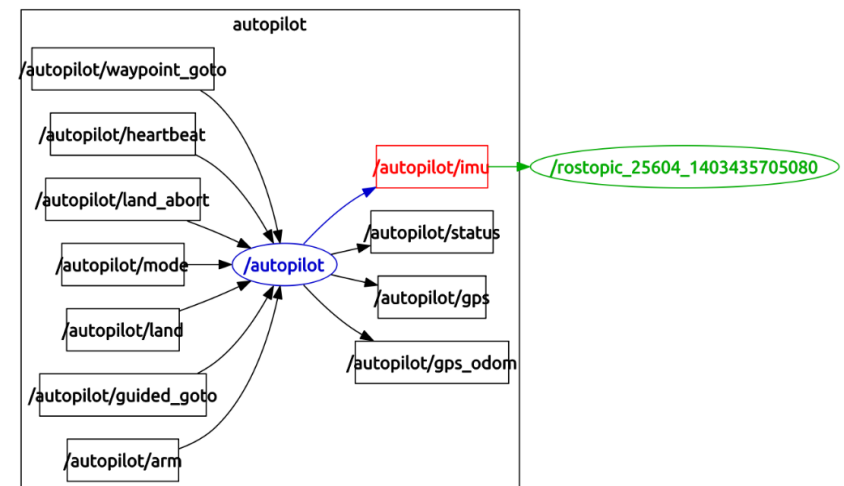 autopilot
/autopilot/waypoint_goto
/autopilot/heartbeat
/autopilot/land_abort
/autopilot/mode
/autopilot/land
/autopilot/guided_goto
/autopilot/arm
/autopilot
/autopilot/imu
/autopilot/status
/autopilot/gps
/autopilot/gps_odom
/rostopic_25604_1403435705080